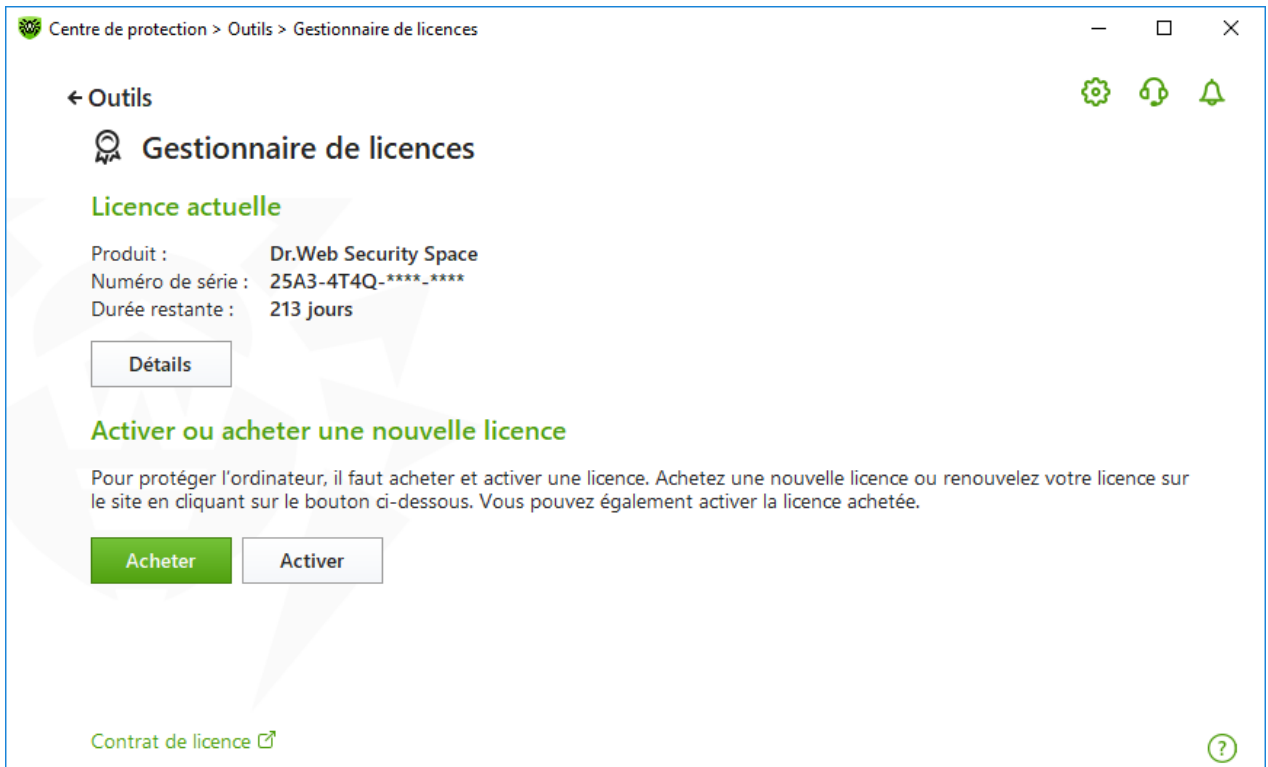 Centre de protection > Outils > Gestionnaire de licences
Outils
Gestionnaire de licences
Licence actuelle
Produit : Dr.Web Security Space
Numéro de série : 25A3-4T4Q-****-****
Durée restante : 213 jours
Détails
Activer ou acheter une nouvelle licence
Pour protéger l’ordinateur, il faut acheter et activer une licence. Achetez une nouvelle licence ou renouvelez votre licence sur
le site en cliquant sur le bouton ci-dessous. Vous pouvez également activer la licence achetée.
Acheter Activer
Contrat de licence
?